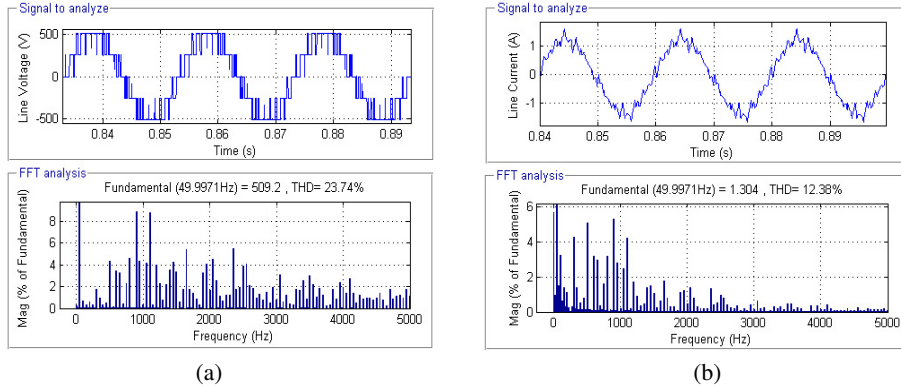 Signal to analyze
Line Voltage (V)
500
0
-500
0.84 0.85 0.86 0.87 0.88 0.89
Time (s)
FFT analysis
Fundamental (49.9971Hz) = 509.2 , THD= 23.74%
Mag (% of Fundamental)
8
6
4
2
0
0 1000 2000 3000 4000 5000
Frequency (Hz)
(a)
Signal to analyze
Line Current (A)
1
0
-1
0.84 0.85 0.86 0.87 0.88 0.89
Time (s)
FFT analysis
Fundamental (49.9971Hz) = 1.304 , THD= 12.38%
Mag (% of Fundamental)
6
4
2
0
0 1000 2000 3000 4000 5000
Frequency (Hz)
(b)